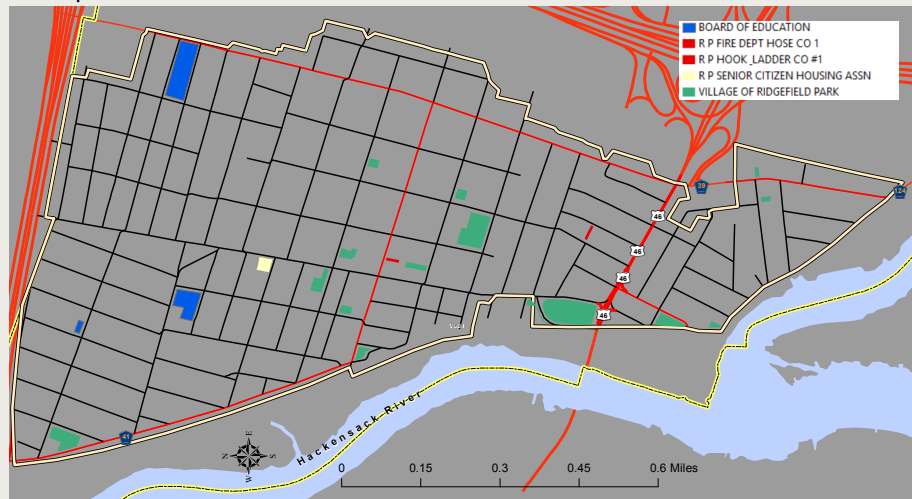 BOARD OF EDUCATION
R P FIRE DEPT HOSE CO 1
R P HOOK_LADDER CO #1
R P SENIOR CITIZEN HOUSING ASSN
VILLAGE OF RIDGEFIELD PARK
39
124
46
46
46
46
41
Hackensack River
E
N
S
W
0
0.15
0.3
0.45
0.6 Miles